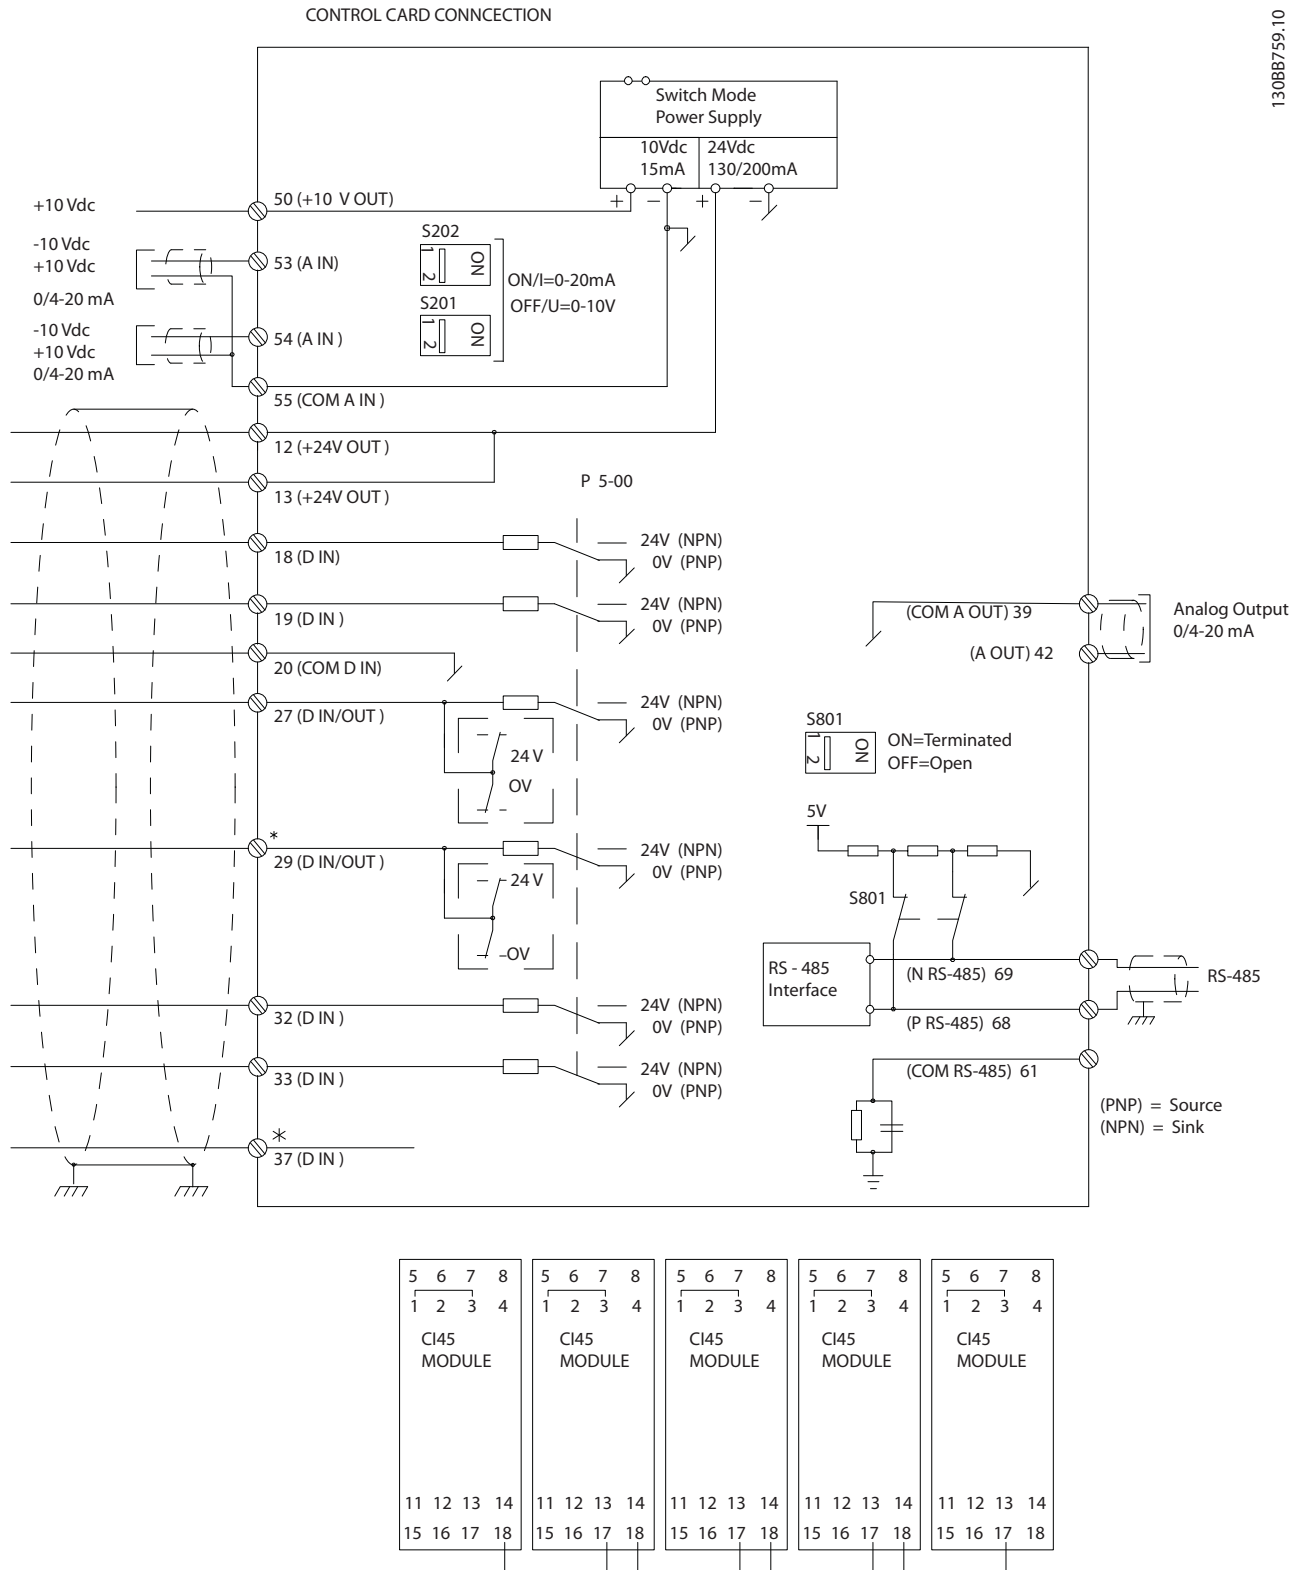 CONTROL CARD CONNCECTION
130BB759.10
Switch Mode
Power Supply
10Vdc
15mA
24Vdc
130/200mA
+ − + −
+10 Vdc
50 (+10 V OUT)
-10 Vdc
+10 Vdc
0/4-20 mA
53 (A IN)
S202
1 2 ON
ON/I=0-20mA
OFF/U=0-10V
S201
1 2 ON
-10 Vdc
+10 Vdc
0/4-20 mA
54 (A IN )
55 (COM A IN )
12 (+24V OUT )
13 (+24V OUT )
P 5-00
18 (D IN)
24V (NPN)
0V (PNP)
19 (D IN )
24V (NPN)
0V (PNP)
(COM A OUT) 39
Analog Output
0/4-20 mA
(A OUT) 42
20 (COM D IN)
27 (D IN/OUT )
24V (NPN)
0V (PNP)
24 V
OV
S801
1 2 ON
ON=Terminated
OFF=Open
5V
*
29 (D IN/OUT )
24V (NPN)
0V (PNP)
24 V
OV
S801
RS - 485
Interface
(N RS-485) 69
RS-485
(P RS-485) 68
32 (D IN )
24V (NPN)
0V (PNP)
33 (D IN )
24V (NPN)
0V (PNP)
(COM RS-485) 61
(PNP) = Source
(NPN) = Sink
*
37 (D IN )
5 6 7 8
1 2 3 4
CI45
MODULE
11 12 13 14
15 16 17 18
5 6 7 8
1 2 3 4
CI45
MODULE
11 12 13 14
15 16 17 18
5 6 7 8
1 2 3 4
CI45
MODULE
11 12 13 14
15 16 17 18
5 6 7 8
1 2 3 4
CI45
MODULE
11 12 13 14
15 16 17 18
5 6 7 8
1 2 3 4
CI45
MODULE
11 12 13 14
15 16 17 18